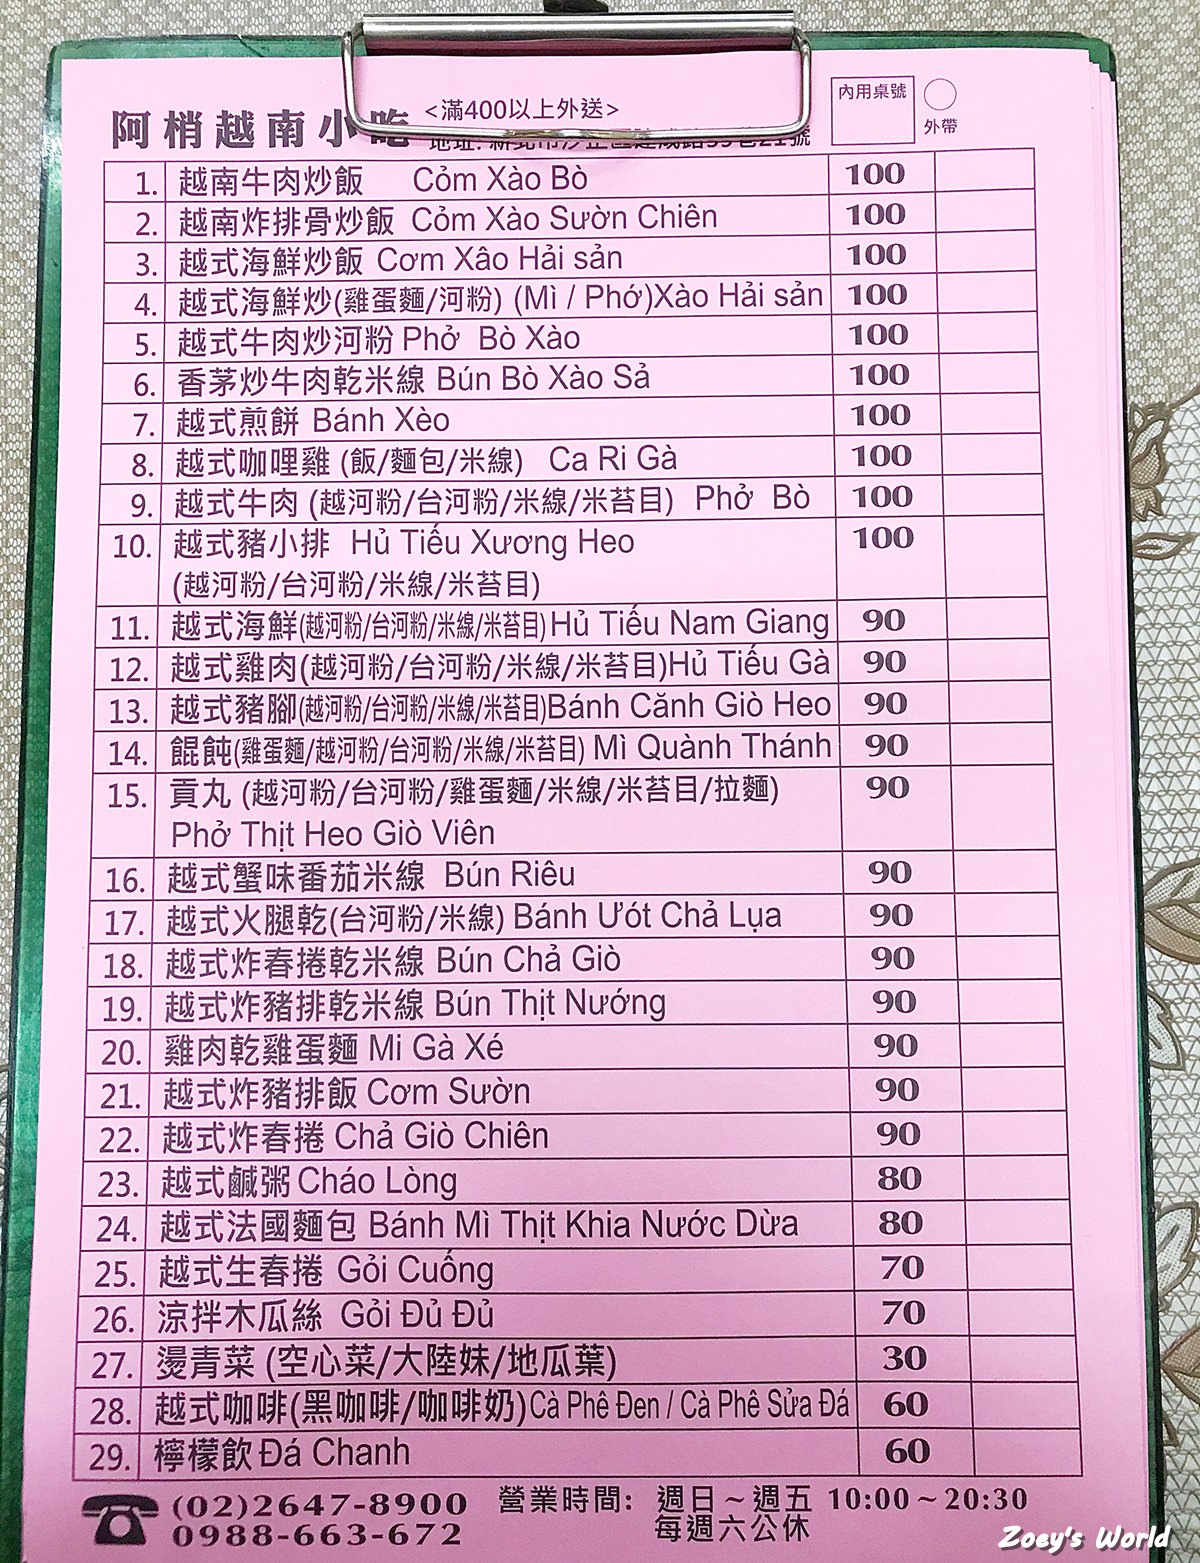 <滿400以上外送>
阿梢越南小吃
內用桌號
外帶
1. 越南牛肉炒飯 Cỏm Xào Bò 100
2. 越南炸排骨炒飯 Cỏm Xào Sườn Chiên 100
3. 越式海鮮炒飯 Cơm Xâo Hải sản 100
4. 越式海鮮炒(雞蛋麵/河粉) (Mì / Phớ)Xào Hải sản 100
5. 越式牛肉炒河粉 Phở Bò Xào 100
6. 香茅炒牛肉乾米線 Bún Bò Xào Sả 100
7. 越式煎餅 Bánh Xèo 100
8. 越式咖哩雞 (飯/麵包/米線) Ca Ri Gà 100
9. 越式牛肉 (越河粉/台河粉/米線/米苔目) Phở Bò 100
10. 越式豬小排 Hủ Tiếu Xương Heo 100
(越河粉/台河粉/米線/米苔目)
11. 越式海鮮(越河粉/台河粉/米線/米苔目)Hủ Tiếu Nam Giang 90
12. 越式雞肉(越河粉/台河粉/米線/米苔目)Hủ Tiếu Gà 90
13. 越式豬腳(越河粉/台河粉/米線/米苔目)Bánh Cănh Giò Heo 90
14. 餛飩(雞蛋麵/越河粉/台河粉/米線/米苔目) Mì Quành Thánh 90
15. 貢丸 (越河粉/台河粉/雞蛋麵/米線/米苔目/拉麵) 90
Phở Thịt Heo Giò Viên
16. 越式蟹味番茄米線 Bún Riêu 90
17. 越式火腿乾(台河粉/米線) Bánh Ướt Chả Lụa 90
18. 越式炸春捲乾米線 Bún Chả Giò 90
19. 越式炸豬排乾米線 Bún Thịt Nướng 90
20. 雞肉乾雞蛋麵 Mi Gà Xé 90
21. 越式炸豬排飯 Cơm Sườn 90
22. 越式炸春捲 Chả Giò Chiên 90
23. 越式鹹粥 Cháo Lòng 80
24. 越式法國麵包 Bánh Mì Thịt Khia Nước Dừa 80
25. 越式生春捲 Gỏi Cuống 70
26. 涼拌木瓜絲 Gỏi Đủ Đủ 70
27. 燙青菜 (空心菜/大陸妹/地瓜葉) 30
28. 越式咖啡(黑咖啡/咖啡奶)Cà Phê Đen / Cà Phê Sửa Đá 60
29. 檸檬飲 Đá Chanh 60
(02)2647-8900 營業時間: 週日～週五 10:00～20:30
0988-663-672 每週六公休
Zoey's World